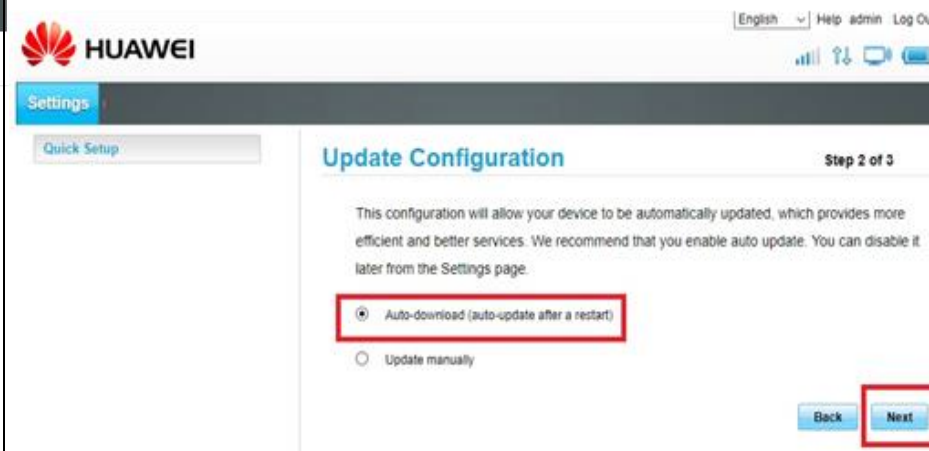 English Help admin Log Ou
HUAWEI
Settings
Quick Setup
Update Configuration
Step 2 of 3
This configuration will allow your device to be automatically updated, which provides more
efficient and better services. We recommend that you enable auto update. You can disable it
later from the Settings page.
Auto-download (auto-update after a restart)
Update manually
Back Next